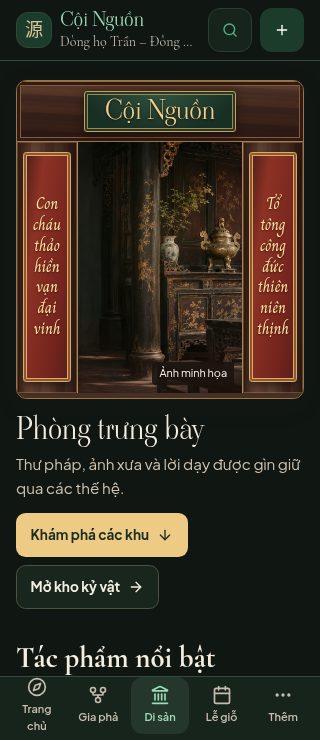 源
Cội Nguồn
Dòng họ Trần – Đông ...
Cội Nguồn
Con
cháu
thảo
hiền
vạn
đại
vinh
Tổ
tông
công
đức
thiên
niên
thịnh
Ảnh minh họa
Phòng trưng bày
Thư pháp, ảnh xưa và lời dạy được gìn giữ
qua các thế hệ.
Khám phá các khu
Mở kho kỷ vật
Tác phẩm nổi bật
Trang
chủ
Gia phả
Di sản
Lễ giỗ
Thêm